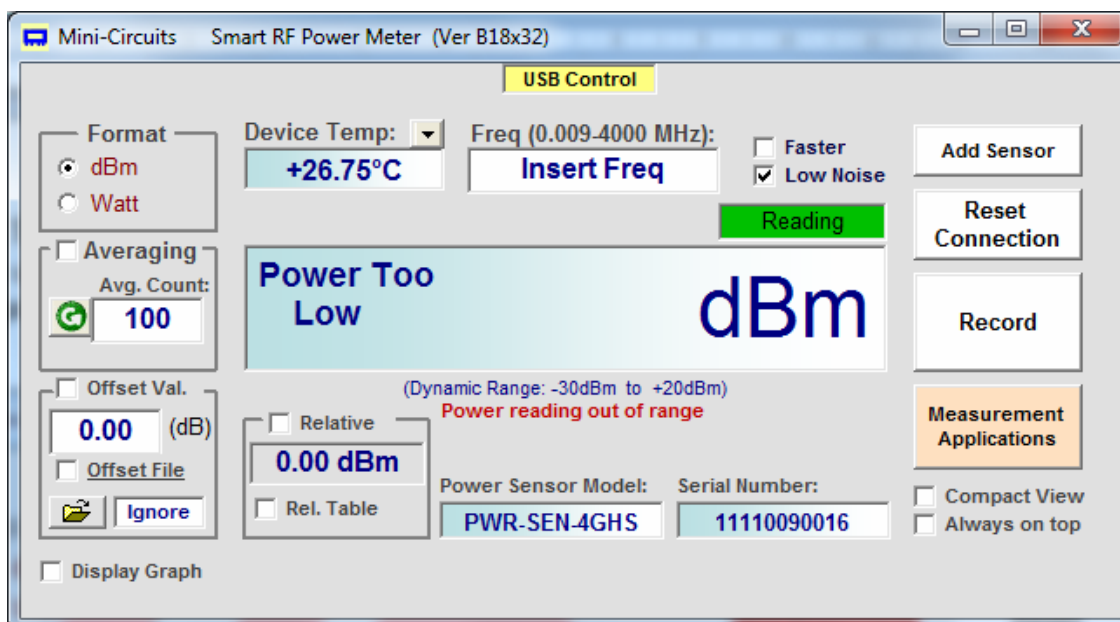 Mini-Circuits Smart RF Power Meter (Ver B18x32)
USB Control
Format
dBm
Watt
Device Temp:
+26.75°C
Freq (0.009-4000 MHz):
Insert Freq
Faster
Low Noise
Reading
Add Sensor
Reset
Connection
Averaging
Avg. Count:
100
Power Too
Low
dBm
Record
(Dynamic Range: -30dBm to +20dBm)
Power reading out of range
Offset Val.
0.00 (dB)
Offset File
Ignore
Relative
0.00 dBm
Rel. Table
Power Sensor Model:
PWR-SEN-4GHS
Serial Number:
11110090016
Measurement
Applications
Compact View
Always on top
Display Graph